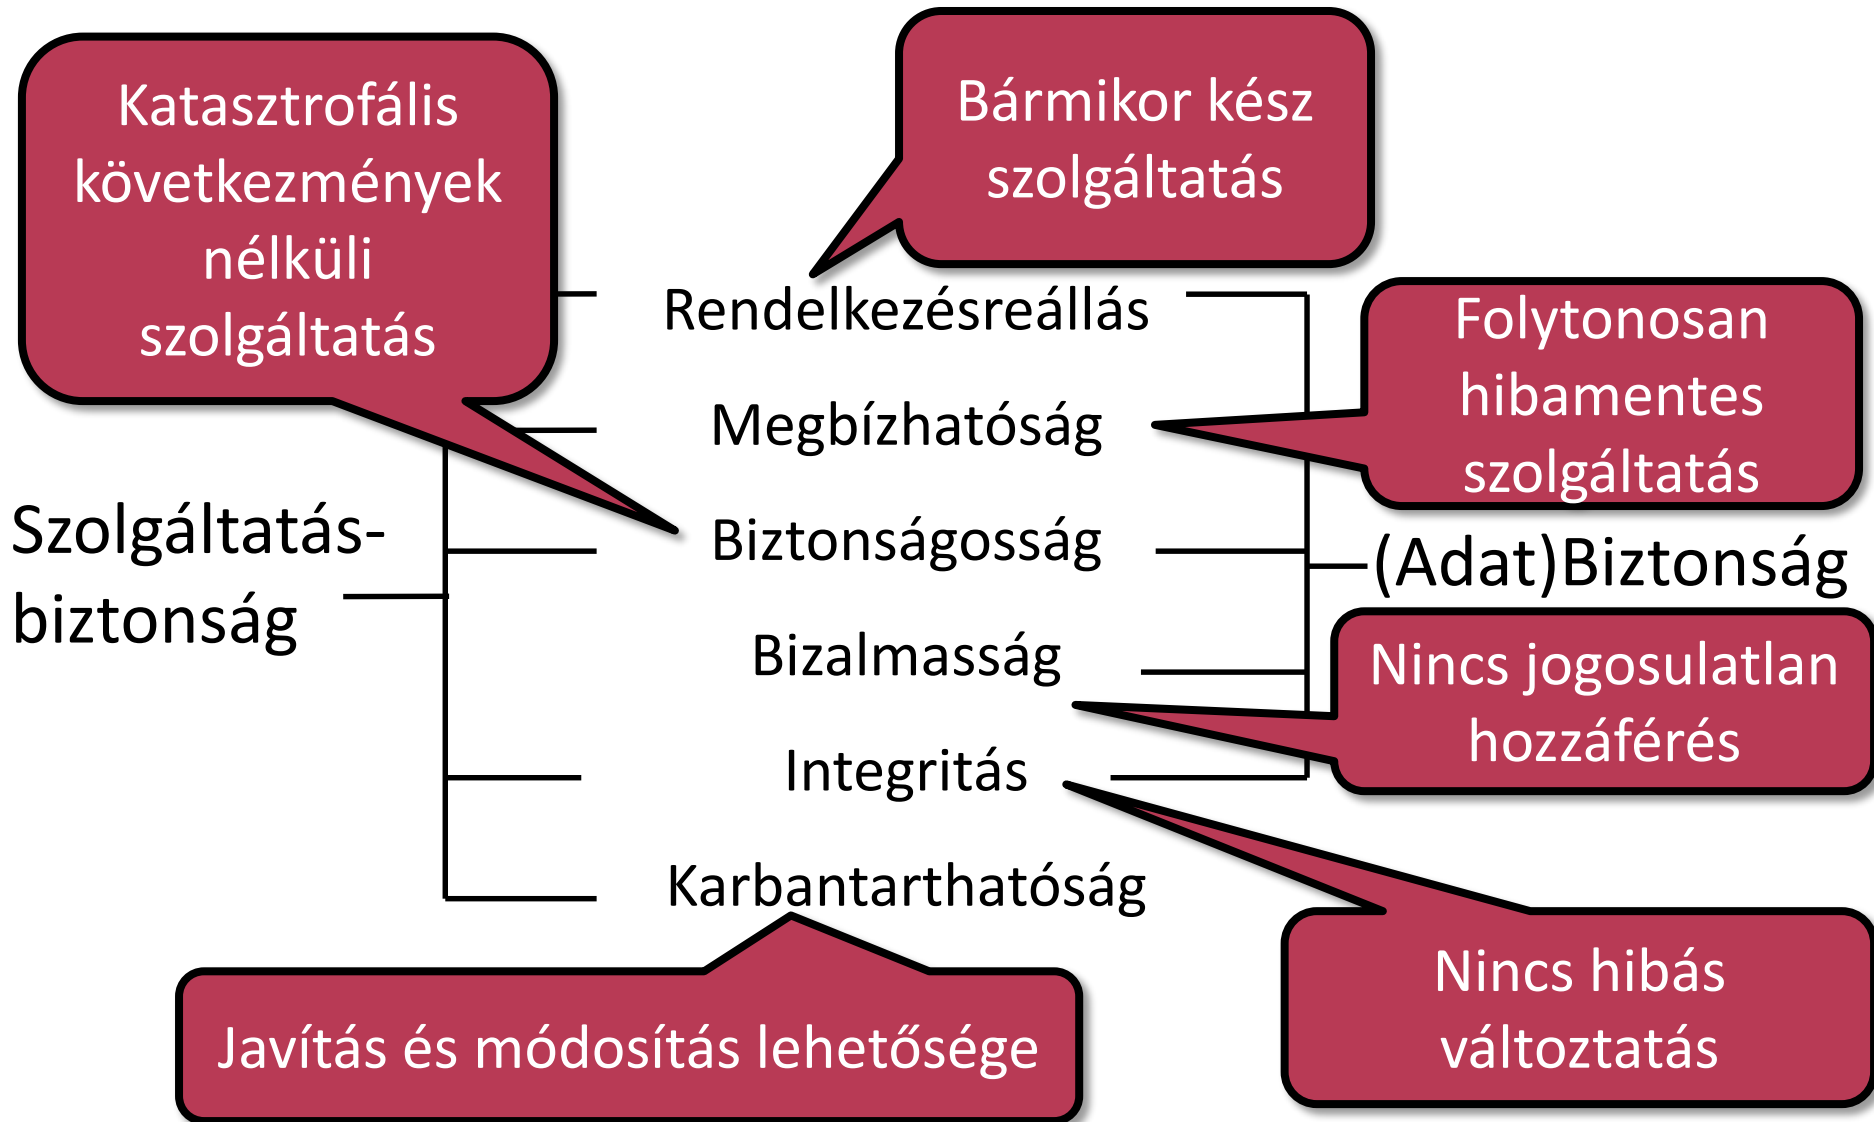 Katasztrofális
következmények
nélküli
szolgáltatás
Bármikor kész
szolgáltatás
Rendelkezésreállás
Folytonosan
hibamentes
szolgáltatás
Megbízhatóság
Szolgáltatás-
biztonság
Biztonságosság
(Adat)Biztonság
Bizalmasság
Nincs jogosulatlan
hozzáférés
Integritás
Karbantarthatóság
Nincs hibás
változtatás
Javítás és módosítás lehetősége